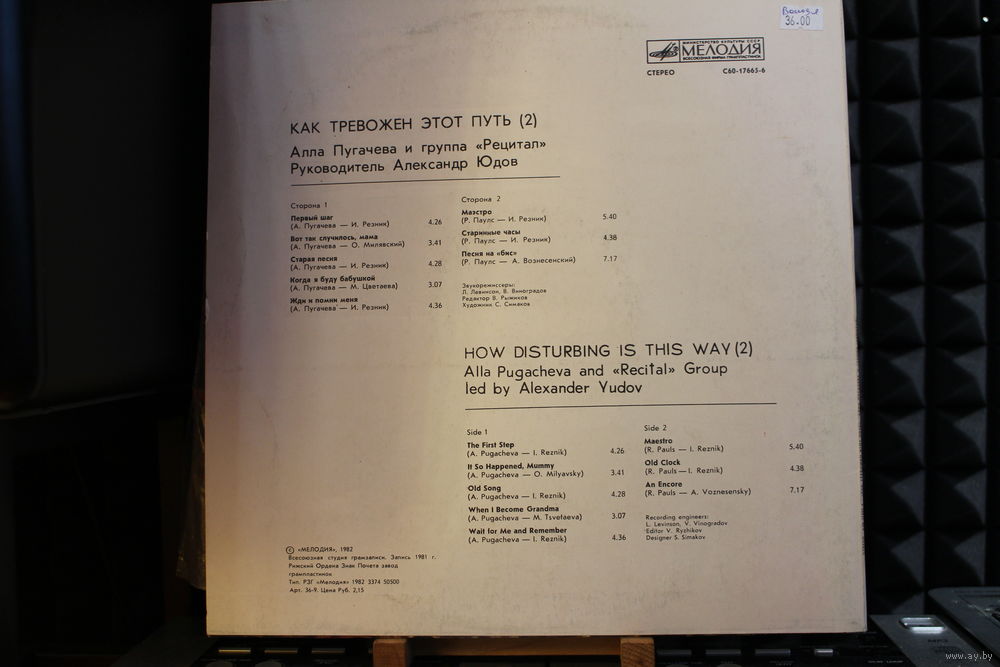 36.00
МИНИСТЕРСТВО КУЛЬТУРЫ СССР
МЕЛОДИЯ
ВСЕСОЮЗНАЯ ФИРМА ГРАМПЛАСТИНОК
СТЕРЕО С60-17665-6
КАК ТРЕВОЖЕН ЭТОТ ПУТЬ (2)
Алла Пугачева и группа «Рецитал»
Руководитель Александр Юдов
Сторона 1
Первый шаг
(А. Пугачева — И. Резник) 4.26
Вот так случилось, мама
(А. Пугачева — О. Милявский) 3.41
Старая песня
(А. Пугачева — И. Резник) 4.28
Когда я буду бабушкой
(А. Пугачева — М. Цветаева) 3.07
Жди и помни меня
(А. Пугачева — И. Резник) 4.36
Сторона 2
Маэстро
(Р. Паулс — И. Резник) 5.40
Старинные часы
(Р. Паулс — И. Резник) 4.38
Песня на «бис»
(Р. Паулс — А. Вознесенский) 7.17
Звукорежиссеры:
Л. Левинсон, В. Виноградов
Редактор В. Рыжиков
Художник С. Симаков
HOW DISTURBING IS THIS WAY (2)
Alla Pugacheva and «Recital» Group
led by Alexander Yudov
Side 1
The First Step
(A. Pugacheva — I. Reznik) 4.26
It So Happened, Mummy
(A. Pugacheva — O. Milyavsky) 3.41
Old Song
(A. Pugacheva — I. Reznik) 4.28
When I Become Grandma
(A. Pugacheva — M. Tsvetaeva) 3.07
Wait for Me and Remember
(A. Pugacheva — I. Reznik) 4.36
Side 2
Maestro
(R. Pauls — I. Reznik) 5.40
Old Clock
(R. Pauls — I. Reznik) 4.38
An Encore
(R. Pauls — A. Voznesensky) 7.17
Recording engineers:
L. Levinson, V. Vinogradov
Editor V. Ryzhikov
Designer S. Simakov
© «МЕЛОДИЯ», 1982
Всесоюзная студия грамзаписи. Запись 1981 г.
Рижский Ордена Знак Почета завод
грампластинок
Тип. РЗГ «Мелодия» 1982 3374 50500
Арт. 36-9. Цена Руб. 2,15
www.ay.by